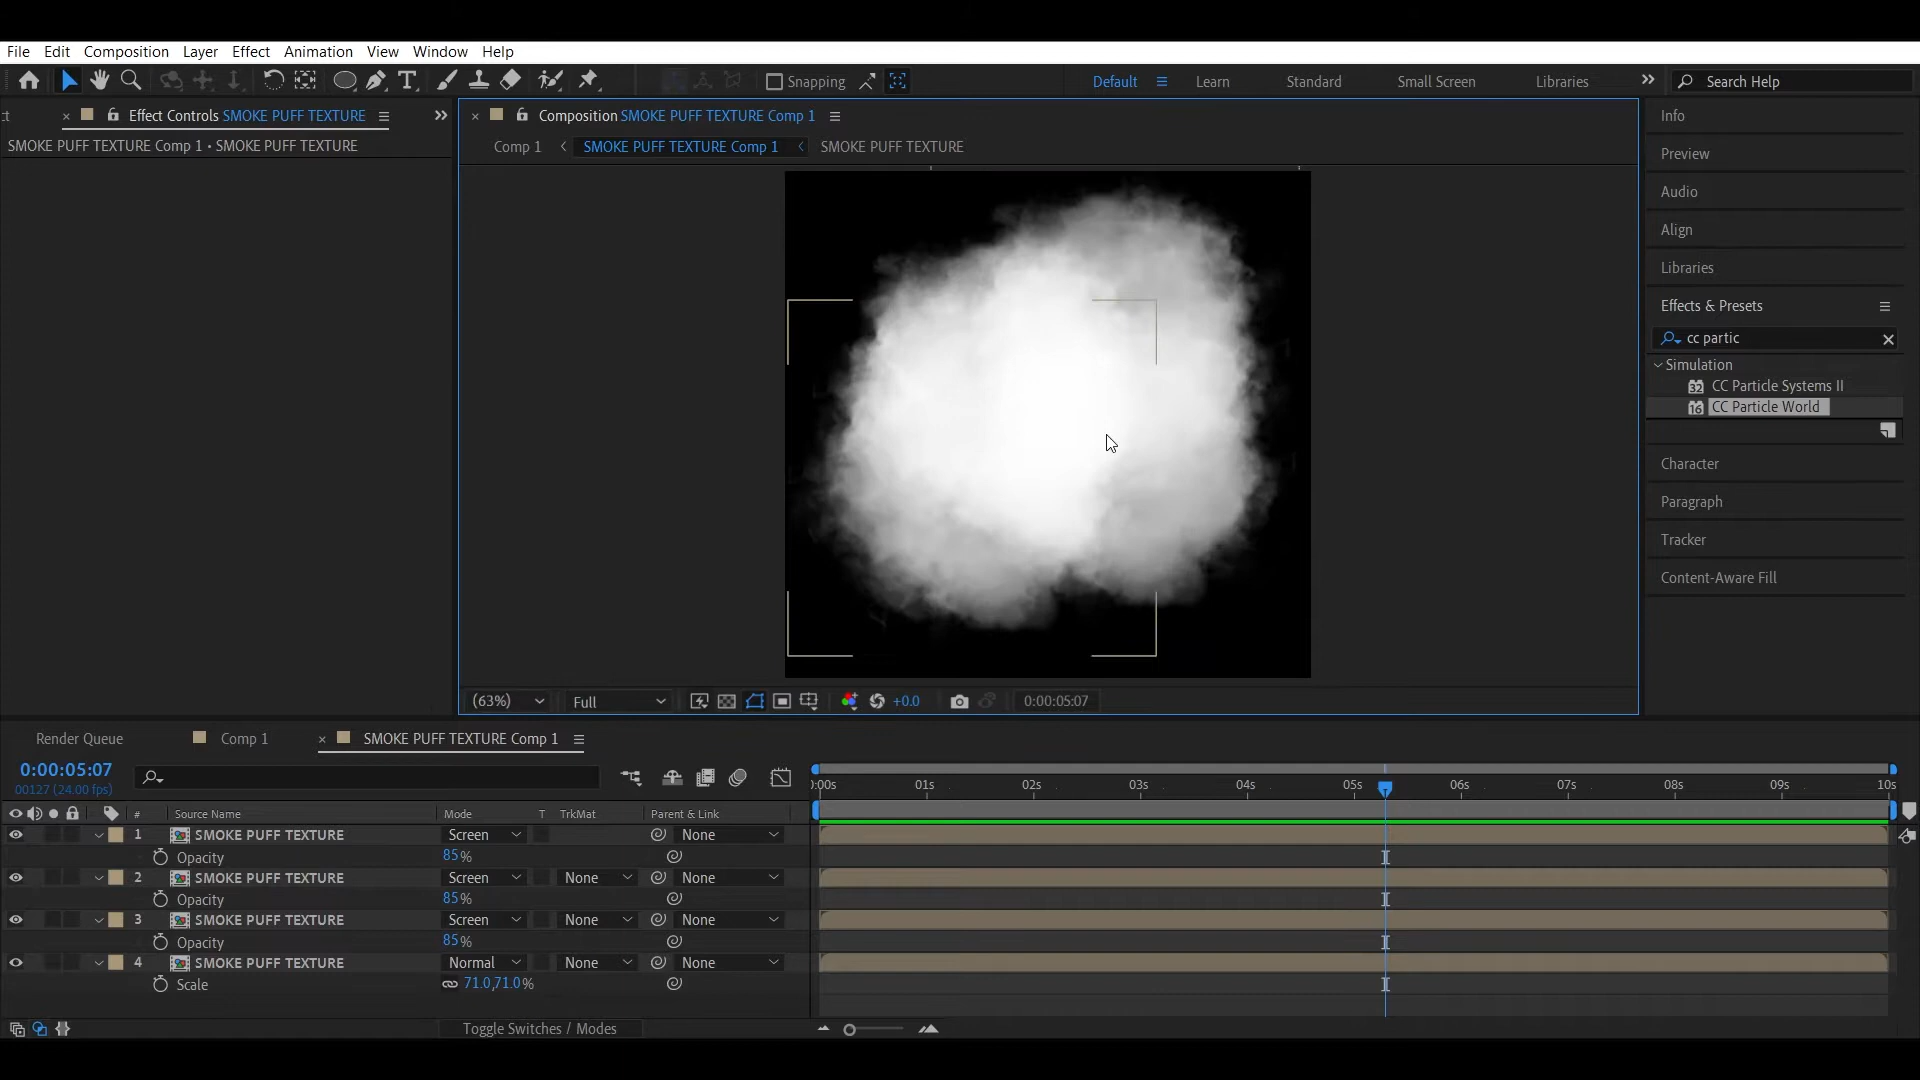 File Edit Composition Layer Effect Animation View Window Help
Snapping Default Learn Standard Small Screen Libraries Search Help
ct Effect Controls SMOKE PUFF TEXTURE
SMOKE PUFF TEXTURE Comp 1 • SMOKE PUFF TEXTURE
Composition SMOKE PUFF TEXTURE Comp 1
Comp 1 SMOKE PUFF TEXTURE Comp 1 SMOKE PUFF TEXTURE
(63%) Full +0.0 0:00:05:07
Info
Preview
Audio
Align
Libraries
Effects & Presets
cc partic
Simulation
32 CC Particle Systems II
16 CC Particle World
Character
Paragraph
Tracker
Content-Aware Fill
Render Queue Comp 1 SMOKE PUFF TEXTURE Comp 1
0:00:05:07
00127 (24.00 fps)
):00s 01s 02s 03s 04s 05s 06s 07s 08s 09s 10s
# Source Name Mode T TrkMat Parent & Link
1 SMOKE PUFF TEXTURE Screen None
Opacity 85%
2 SMOKE PUFF TEXTURE Screen None None
Opacity 85%
3 SMOKE PUFF TEXTURE Screen None None
Opacity 85%
4 SMOKE PUFF TEXTURE Normal None None
Scale 71.0,71.0%
Toggle Switches / Modes